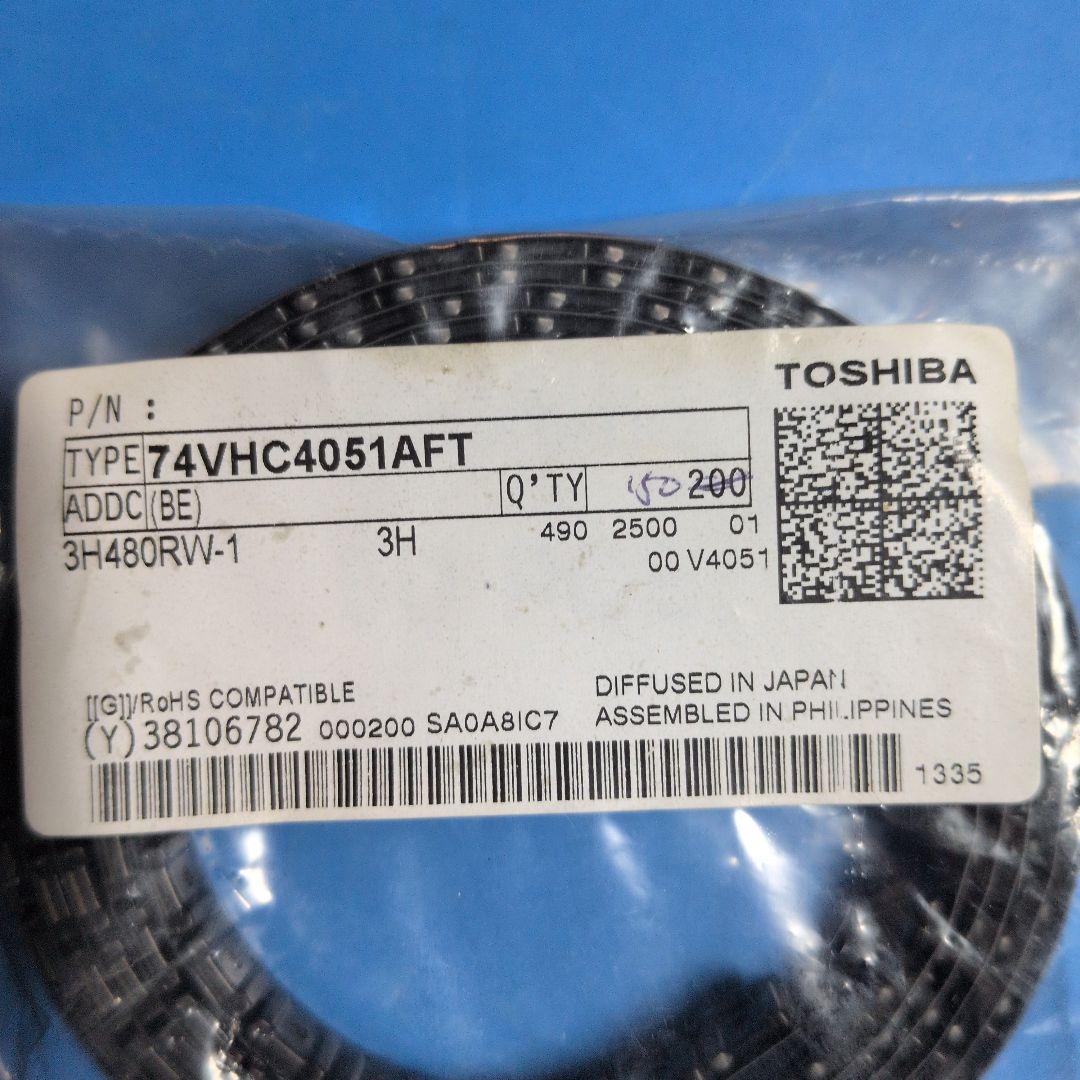 TOSHIBA
P/N :
TYPE 74VHC4051AFT
ADDC (BE) Q'TY 150 200
3H480RW-1 3H 490 2500 01
00 V4051
[[G]]/RoHS COMPATIBLE DIFFUSED IN JAPAN
(Y)38106782 000200 SA0A8IC7 ASSEMBLED IN PHILIPPINES
1335